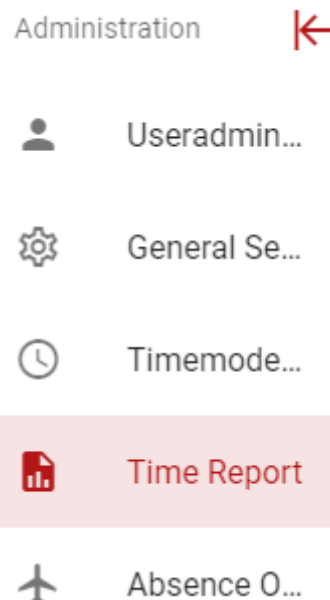 Administration
Useradmin...
General Se...
Timemode...
Time Report
Absence O...